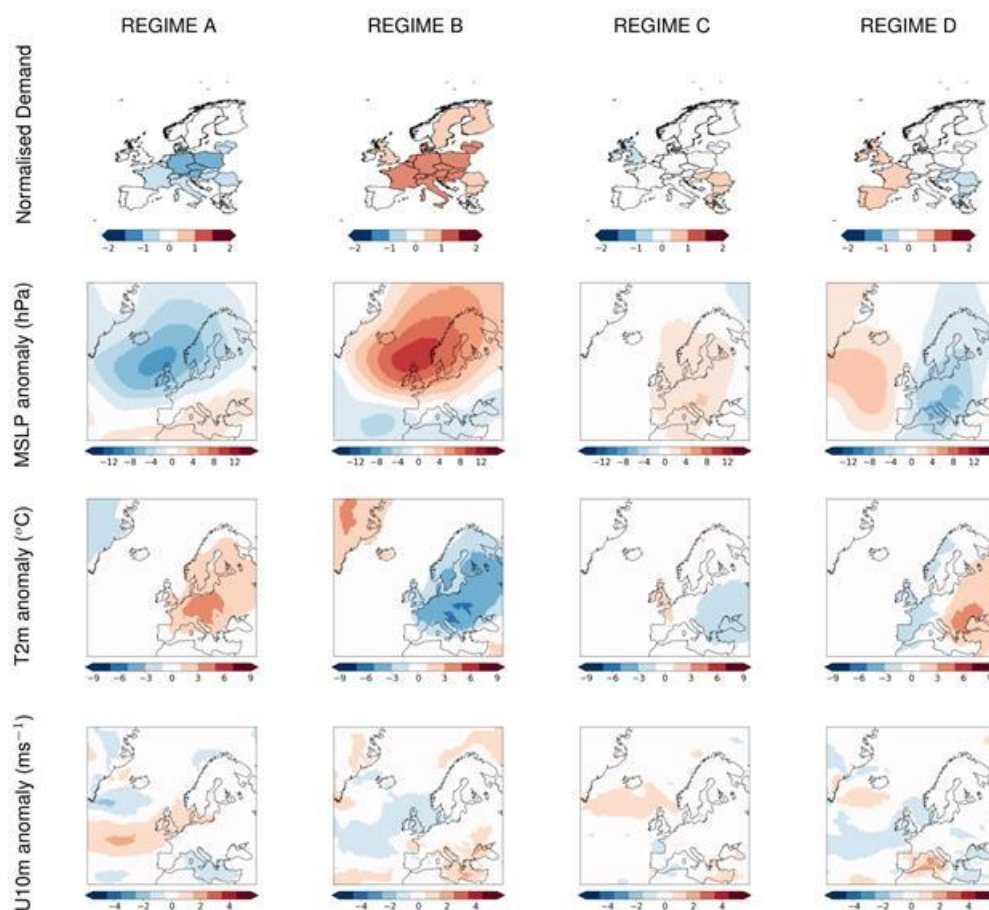 REGIME A REGIME B REGIME C REGIME D
Normalised Demand
−2 −1 0 1 2 −2 −1 0 1 2 −2 −1 0 1 2 −2 −1 0 1 2
MSLP anomaly (hPa)
−12 −8 −4 0 4 8 12 −12 −8 −4 0 4 8 12 −12 −8 −4 0 4 8 12 −12 −8 −4 0 4 8 12
T2m anomaly (°C)
−9 −6 −3 0 3 6 9 −9 −6 −3 0 3 6 9 −9 −6 −3 0 3 6 9 −9 −6 −3 0 3 6 9
U10m anomaly (ms⁻¹)
−4 −2 0 2 4 −4 −2 0 2 4 −4 −2 0 2 4 −4 −2 0 2 4